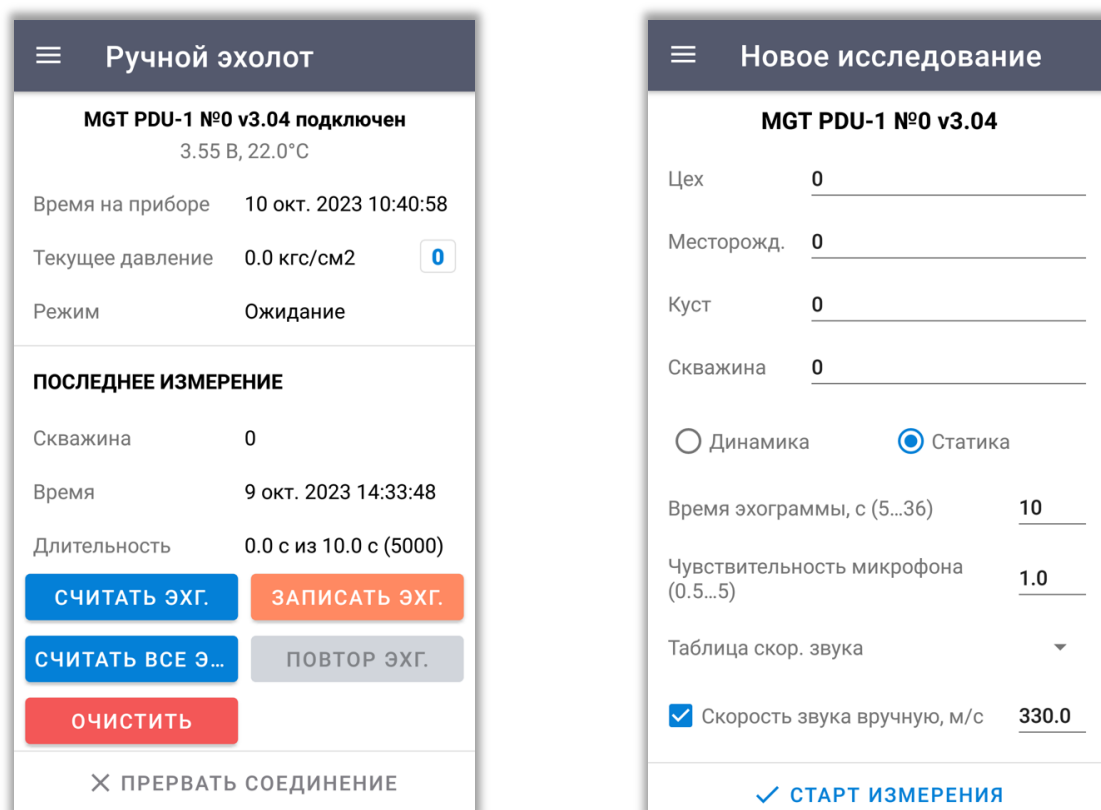 Ручной эхолот
MGT PDU-1 №0 v3.04 подключен
3.55 В, 22.0°C
Время на приборе 10 окт. 2023 10:40:58
Текущее давление 0.0 кгс/см2 0
Режим Ожидание
ПОСЛЕДНЕЕ ИЗМЕРЕНИЕ
Скважина 0
Время 9 окт. 2023 14:33:48
Длительность 0.0 с из 10.0 с (5000)
СЧИТАТЬ ЭХГ. ЗАПИСАТЬ ЭХГ.
СЧИТАТЬ ВСЕ Э... ПОВТОР ЭХГ.
ОЧИСТИТЬ
ПРЕРВАТЬ СОЕДИНЕНИЕ
Новое исследование
MGT PDU-1 №0 v3.04
Цех 0
Месторожд. 0
Куст 0
Скважина 0
Динамика Статика
Время эхограммы, с (5...36) 10
Чувствительность микрофона
(0.5...5) 1.0
Таблица скор. звука
Скорость звука вручную, м/с 330.0
СТАРТ ИЗМЕРЕНИЯ